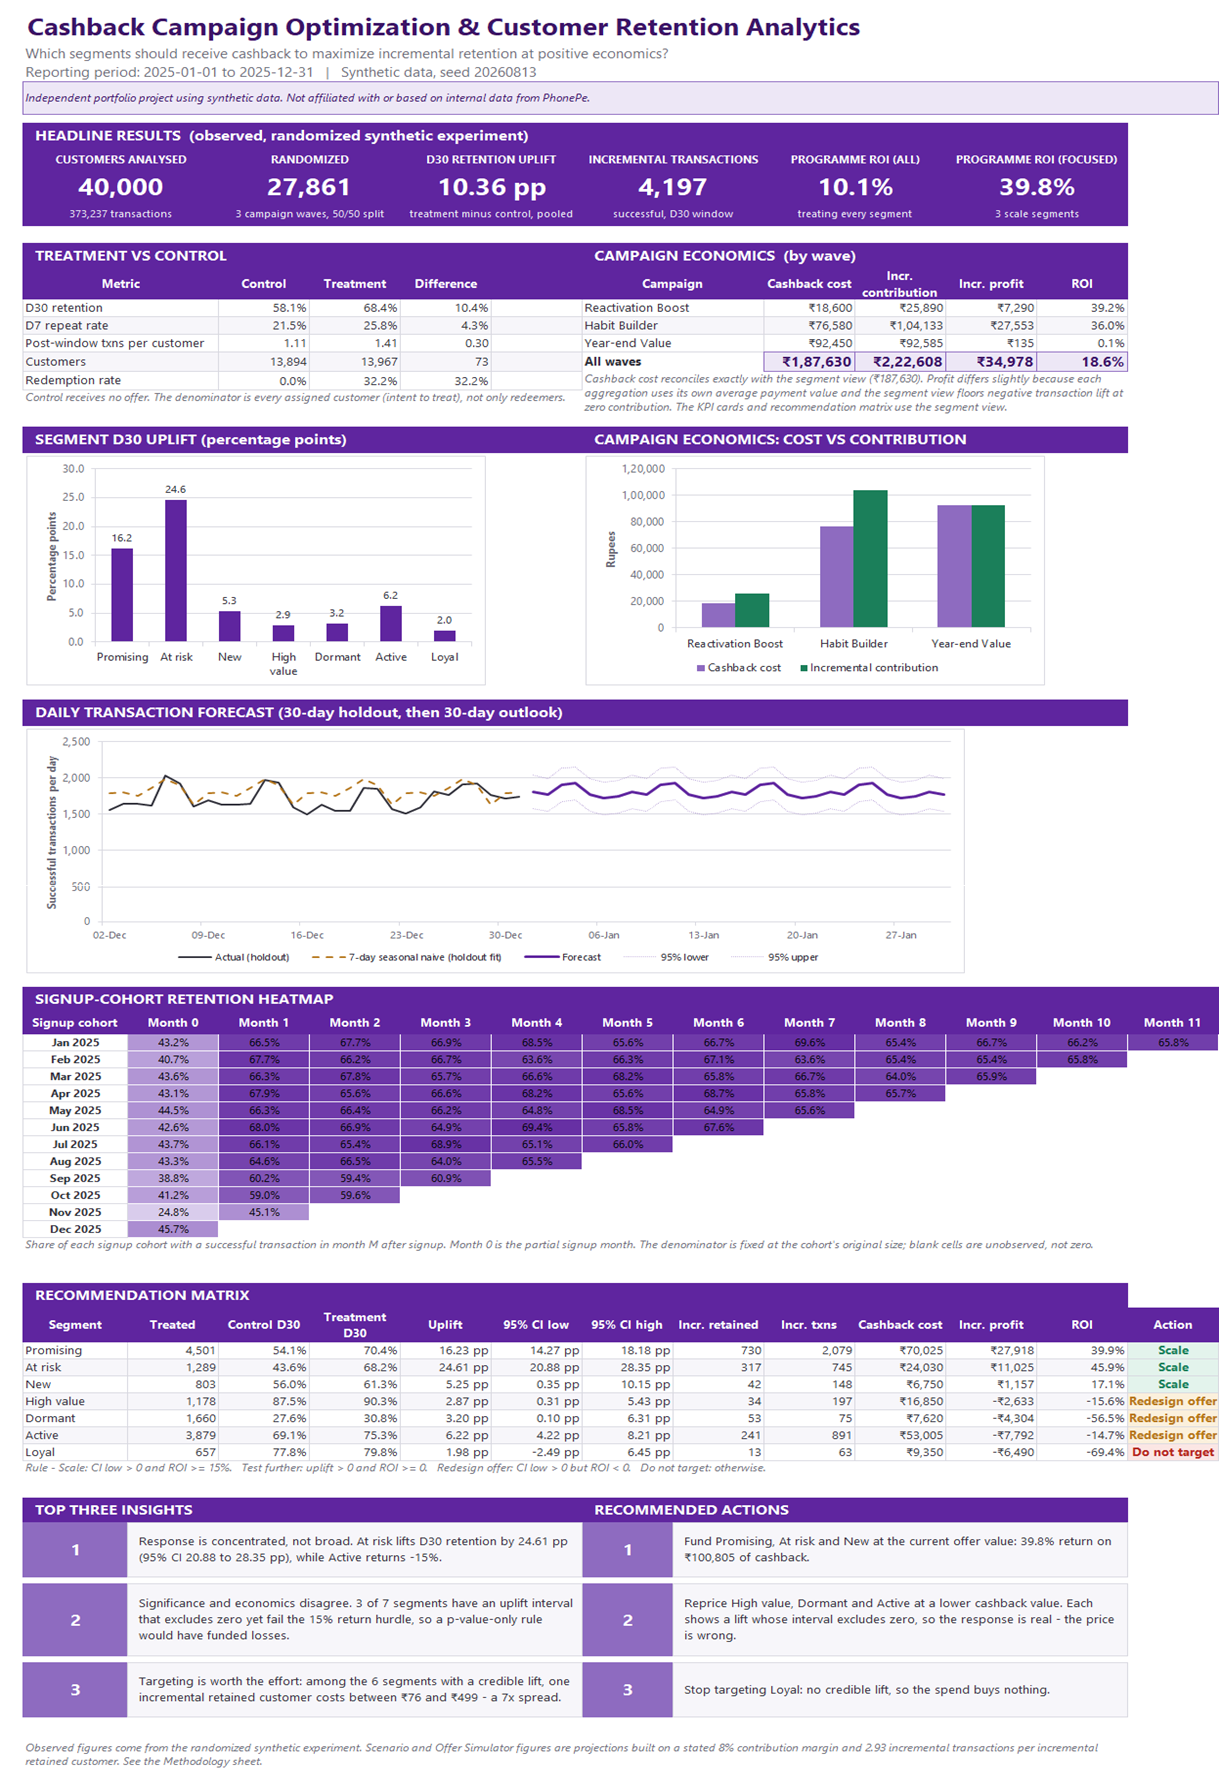 Cashback Campaign Optimization & Customer Retention Analytics
Which segments should receive cashback to maximize incremental retention at positive economics?
Reporting period: 2025-01-01 to 2025-12-31 | Synthetic data, seed 20260813
Independent portfolio project using synthetic data. Not affiliated with or based on internal data from PhonePe.
HEADLINE RESULTS (observed, randomized synthetic experiment)
CUSTOMERS ANALYSED RANDOMIZED D30 RETENTION UPLIFT INCREMENTAL TRANSACTIONS PROGRAMME ROI (ALL) PROGRAMME ROI (FOCUSED)
40,000 27,861 10.36 pp 4,197 10.1% 39.8%
373,237 transactions 3 campaign waves, 50/50 split treatment minus control, pooled successful, D30 window treating every segment 3 scale segments
TREATMENT VS CONTROL
Metric Control Treatment Difference
D30 retention 58.1% 68.4% 10.4%
D7 repeat rate 21.5% 25.8% 4.3%
Post-window txns per customer 1.11 1.41 0.30
Customers 13,894 13,967 73
Redemption rate 0.0% 32.2% 32.2%
Control receives no offer. The denominator is every assigned customer (intent to treat), not only redeemers.
CAMPAIGN ECONOMICS (by wave)
Campaign Cashback cost Incr. contribution Incr. profit ROI
Reactivation Boost ₹18,600 ₹25,890 ₹7,290 39.2%
Habit Builder ₹76,580 ₹1,04,133 ₹27,553 36.0%
Year-end Value ₹92,450 ₹92,585 ₹135 0.1%
All waves ₹1,87,630 ₹2,22,608 ₹34,978 18.6%
Cashback cost reconciles exactly with the segment view (₹187,630). Profit differs slightly because each
aggregation uses its own average payment value and the segment view floors negative transaction lift at
zero contribution. The KPI cards and recommendation matrix use the segment view.
SEGMENT D30 UPLIFT (percentage points)
Percentage points
30.0
25.0
20.0
15.0
10.0
5.0
0.0
16.2 24.6 5.3 2.9 3.2 6.2 2.0
Promising At risk New High value Dormant Active Loyal
CAMPAIGN ECONOMICS: COST VS CONTRIBUTION
Rupees
1,20,000
1,00,000
80,000
60,000
40,000
20,000
0
Reactivation Boost Habit Builder Year-end Value
Cashback cost Incremental contribution
DAILY TRANSACTION FORECAST (30-day holdout, then 30-day outlook)
Successful transactions per day
2,500
2,000
1,500
1,000
500
0
02-Dec 09-Dec 16-Dec 23-Dec 30-Dec 06-Jan 13-Jan 20-Jan 27-Jan
Actual (holdout) 7-day seasonal naive (holdout fit) Forecast 95% lower 95% upper
SIGNUP-COHORT RETENTION HEATMAP
Signup cohort Month 0 Month 1 Month 2 Month 3 Month 4 Month 5 Month 6 Month 7 Month 8 Month 9 Month 10 Month 11
Jan 2025 43.2% 66.5% 67.7% 66.9% 68.5% 65.6% 66.7% 69.6% 65.4% 66.7% 66.2% 65.8%
Feb 2025 40.7% 67.7% 66.2% 66.7% 63.6% 66.3% 67.1% 63.6% 65.4% 65.4% 65.8%
Mar 2025 43.6% 66.3% 67.8% 65.7% 66.6% 68.2% 65.8% 66.7% 64.0% 65.9%
Apr 2025 43.1% 67.9% 65.6% 66.6% 68.2% 65.6% 68.7% 65.8% 65.7%
May 2025 44.5% 66.3% 66.4% 66.2% 64.8% 68.5% 64.9% 65.6%
Jun 2025 42.6% 68.0% 66.9% 64.9% 69.4% 65.8% 67.6%
Jul 2025 43.7% 66.1% 65.4% 68.9% 65.1% 66.0%
Aug 2025 43.3% 64.6% 66.5% 64.0% 65.5%
Sep 2025 38.8% 60.2% 59.4% 60.9%
Oct 2025 41.2% 59.0% 59.6%
Nov 2025 24.8% 45.1%
Dec 2025 45.7%
Share of each signup cohort with a successful transaction in month M after signup. Month 0 is the partial signup month. The denominator is fixed at the cohort's original size; blank cells are unobserved, not zero.
RECOMMENDATION MATRIX
Segment Treated Control D30 Treatment D30 Uplift 95% CI low 95% CI high Incr. retained Incr. txns Cashback cost Incr. profit ROI Action
Promising 4,501 54.1% 70.4% 16.23 pp 14.27 pp 18.18 pp 730 2,079 ₹70,025 ₹27,918 39.9% Scale
At risk 1,289 43.6% 68.2% 24.61 pp 20.88 pp 28.35 pp 317 745 ₹24,030 ₹11,025 45.9% Scale
New 803 56.0% 61.3% 5.25 pp 0.35 pp 10.15 pp 42 148 ₹6,750 ₹1,157 17.1% Scale
High value 1,178 87.5% 90.3% 2.87 pp 0.31 pp 5.43 pp 34 197 ₹16,850 -₹2,633 -15.6% Redesign offer
Dormant 1,660 27.6% 30.8% 3.20 pp 0.10 pp 6.31 pp 53 75 ₹7,620 -₹4,304 -56.5% Redesign offer
Active 3,879 69.1% 75.3% 6.22 pp 4.22 pp 8.21 pp 241 891 ₹53,005 -₹7,792 -14.7% Redesign offer
Loyal 657 77.8% 79.8% 1.98 pp -2.49 pp 6.45 pp 13 63 ₹9,350 -₹6,490 -69.4% Do not target
Rule - Scale: CI low > 0 and ROI >= 15%. Test further: uplift > 0 and ROI >= 0. Redesign offer: CI low > 0 but ROI < 0. Do not target: otherwise.
TOP THREE INSIGHTS
1
Response is concentrated, not broad. At risk lifts D30 retention by 24.61 pp
(95% CI 20.88 to 28.35 pp), while Active returns -15%.
2
Significance and economics disagree. 3 of 7 segments have an uplift interval
that excludes zero yet fail the 15% return hurdle, so a p-value-only rule
would have funded losses.
3
Targeting is worth the effort: among the 6 segments with a credible lift, one
incremental retained customer costs between ₹76 and ₹499 - a 7x spread.
RECOMMENDED ACTIONS
1
Fund Promising, At risk and New at the current offer value: 39.8% return on
₹100,805 of cashback.
2
Reprice High value, Dormant and Active at a lower cashback value. Each
shows a lift whose interval excludes zero, so the response is real - the price
is wrong.
3
Stop targeting Loyal: no credible lift, so the spend buys nothing.
Observed figures come from the randomized synthetic experiment. Scenario and Offer Simulator figures are projections built on a stated 8% contribution margin and 2.93 incremental transactions per incremental
retained customer. See the Methodology sheet.